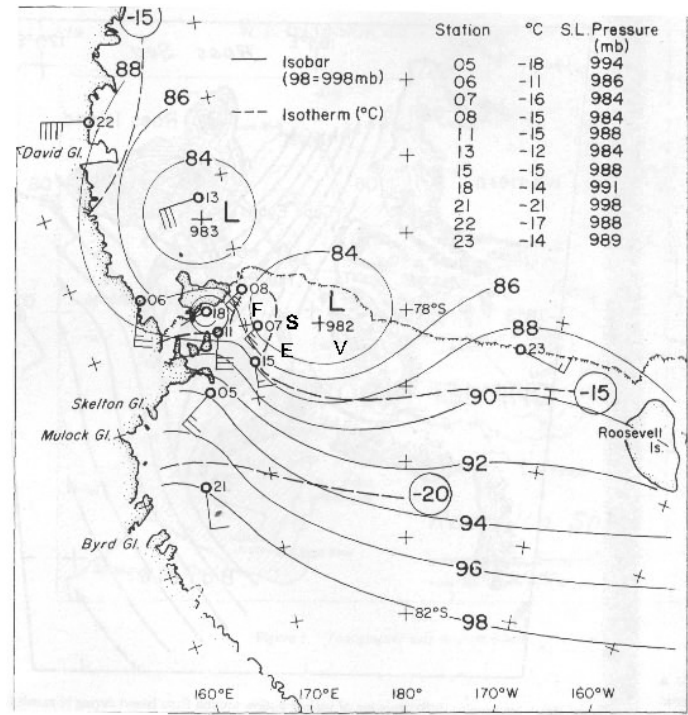 -15
88
86
84
22
David Gl.
13
L
983
Isobar
(98=998mb)
Isotherm (°C)
Station °C S.L. Pressure
(mb)
05 -18 994
06 -11 986
07 -16 984
08 -15 984
11 -15 988
13 -12 984
15 -15 988
18 -14 991
21 -21 998
22 -17 988
23 -14 989
84
86
88
06
08
18
F
S
L
982
78°S
07
11
E
V
15
23
90
-15
Skelton Gl.
05
Mulock Gl.
Roosevell
Is.
92
21
-20
94
Byrd Gl.
96
82°S
98
160°E 170°W 180° 170°W 160°W